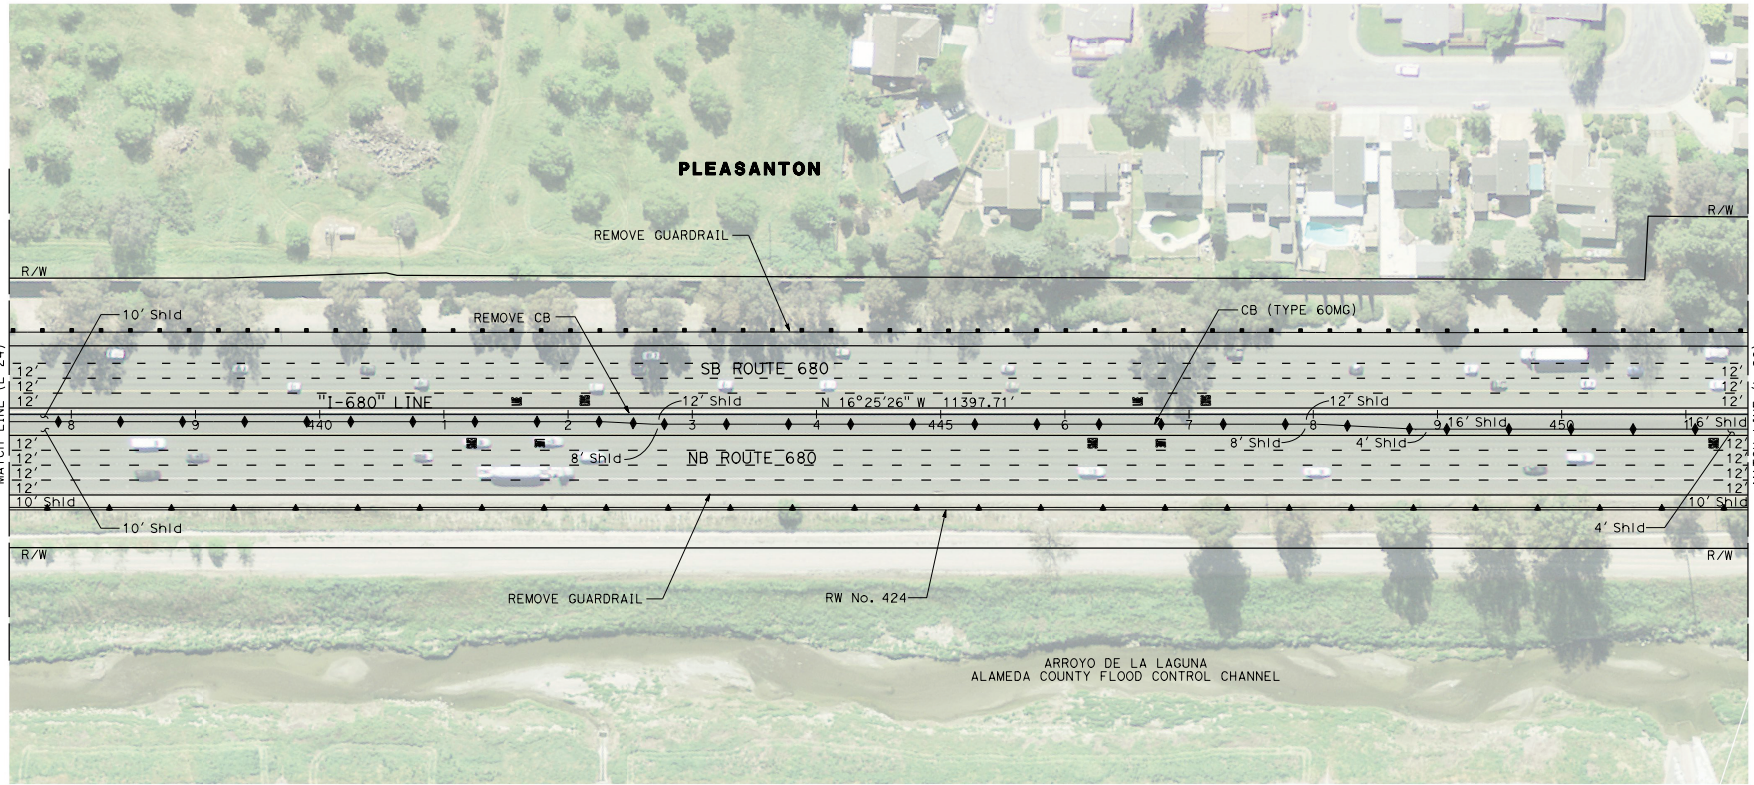 PLEASANTON
R/W
REMOVE GUARDRAIL
R/W
10' Shld
REMOVE CB
CB (TYPE 60MG)
SB ROUTE 680
12'
12'
12'
12'
12'
12'
"I-680" LINE
12' Shld
N 16°25'26" W 11397.71'
12' Shld
8
9
440
1
2
3
4
445
6
7
8
9
16' Shld
450
16' Shld
12'
12'
12'
12'
8' Shld
NB ROUTE 680
8' Shld
4' Shld
12'
12'
12'
12'
10' Shld
10' Shld
10' Shld
4' Shld
R/W
R/W
REMOVE GUARDRAIL
RW No. 424
ARROYO DE LA LAGUNA
ALAMEDA COUNTY FLOOD CONTROL CHANNEL